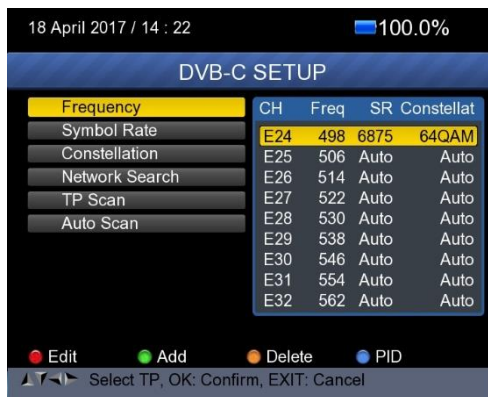 18 April 2017 / 14 : 22 100.0%
DVB-C SETUP
Frequency
Symbol Rate
Constellation
Network Search
TP Scan
Auto Scan
CH Freq SR Constellat
E24 498 6875 64QAM
E25 506 Auto Auto
E26 514 Auto Auto
E27 522 Auto Auto
E28 530 Auto Auto
E29 538 Auto Auto
E30 546 Auto Auto
E31 554 Auto Auto
E32 562 Auto Auto
Edit Add Delete PID
Select TP, OK: Confirm, EXIT: Cancel